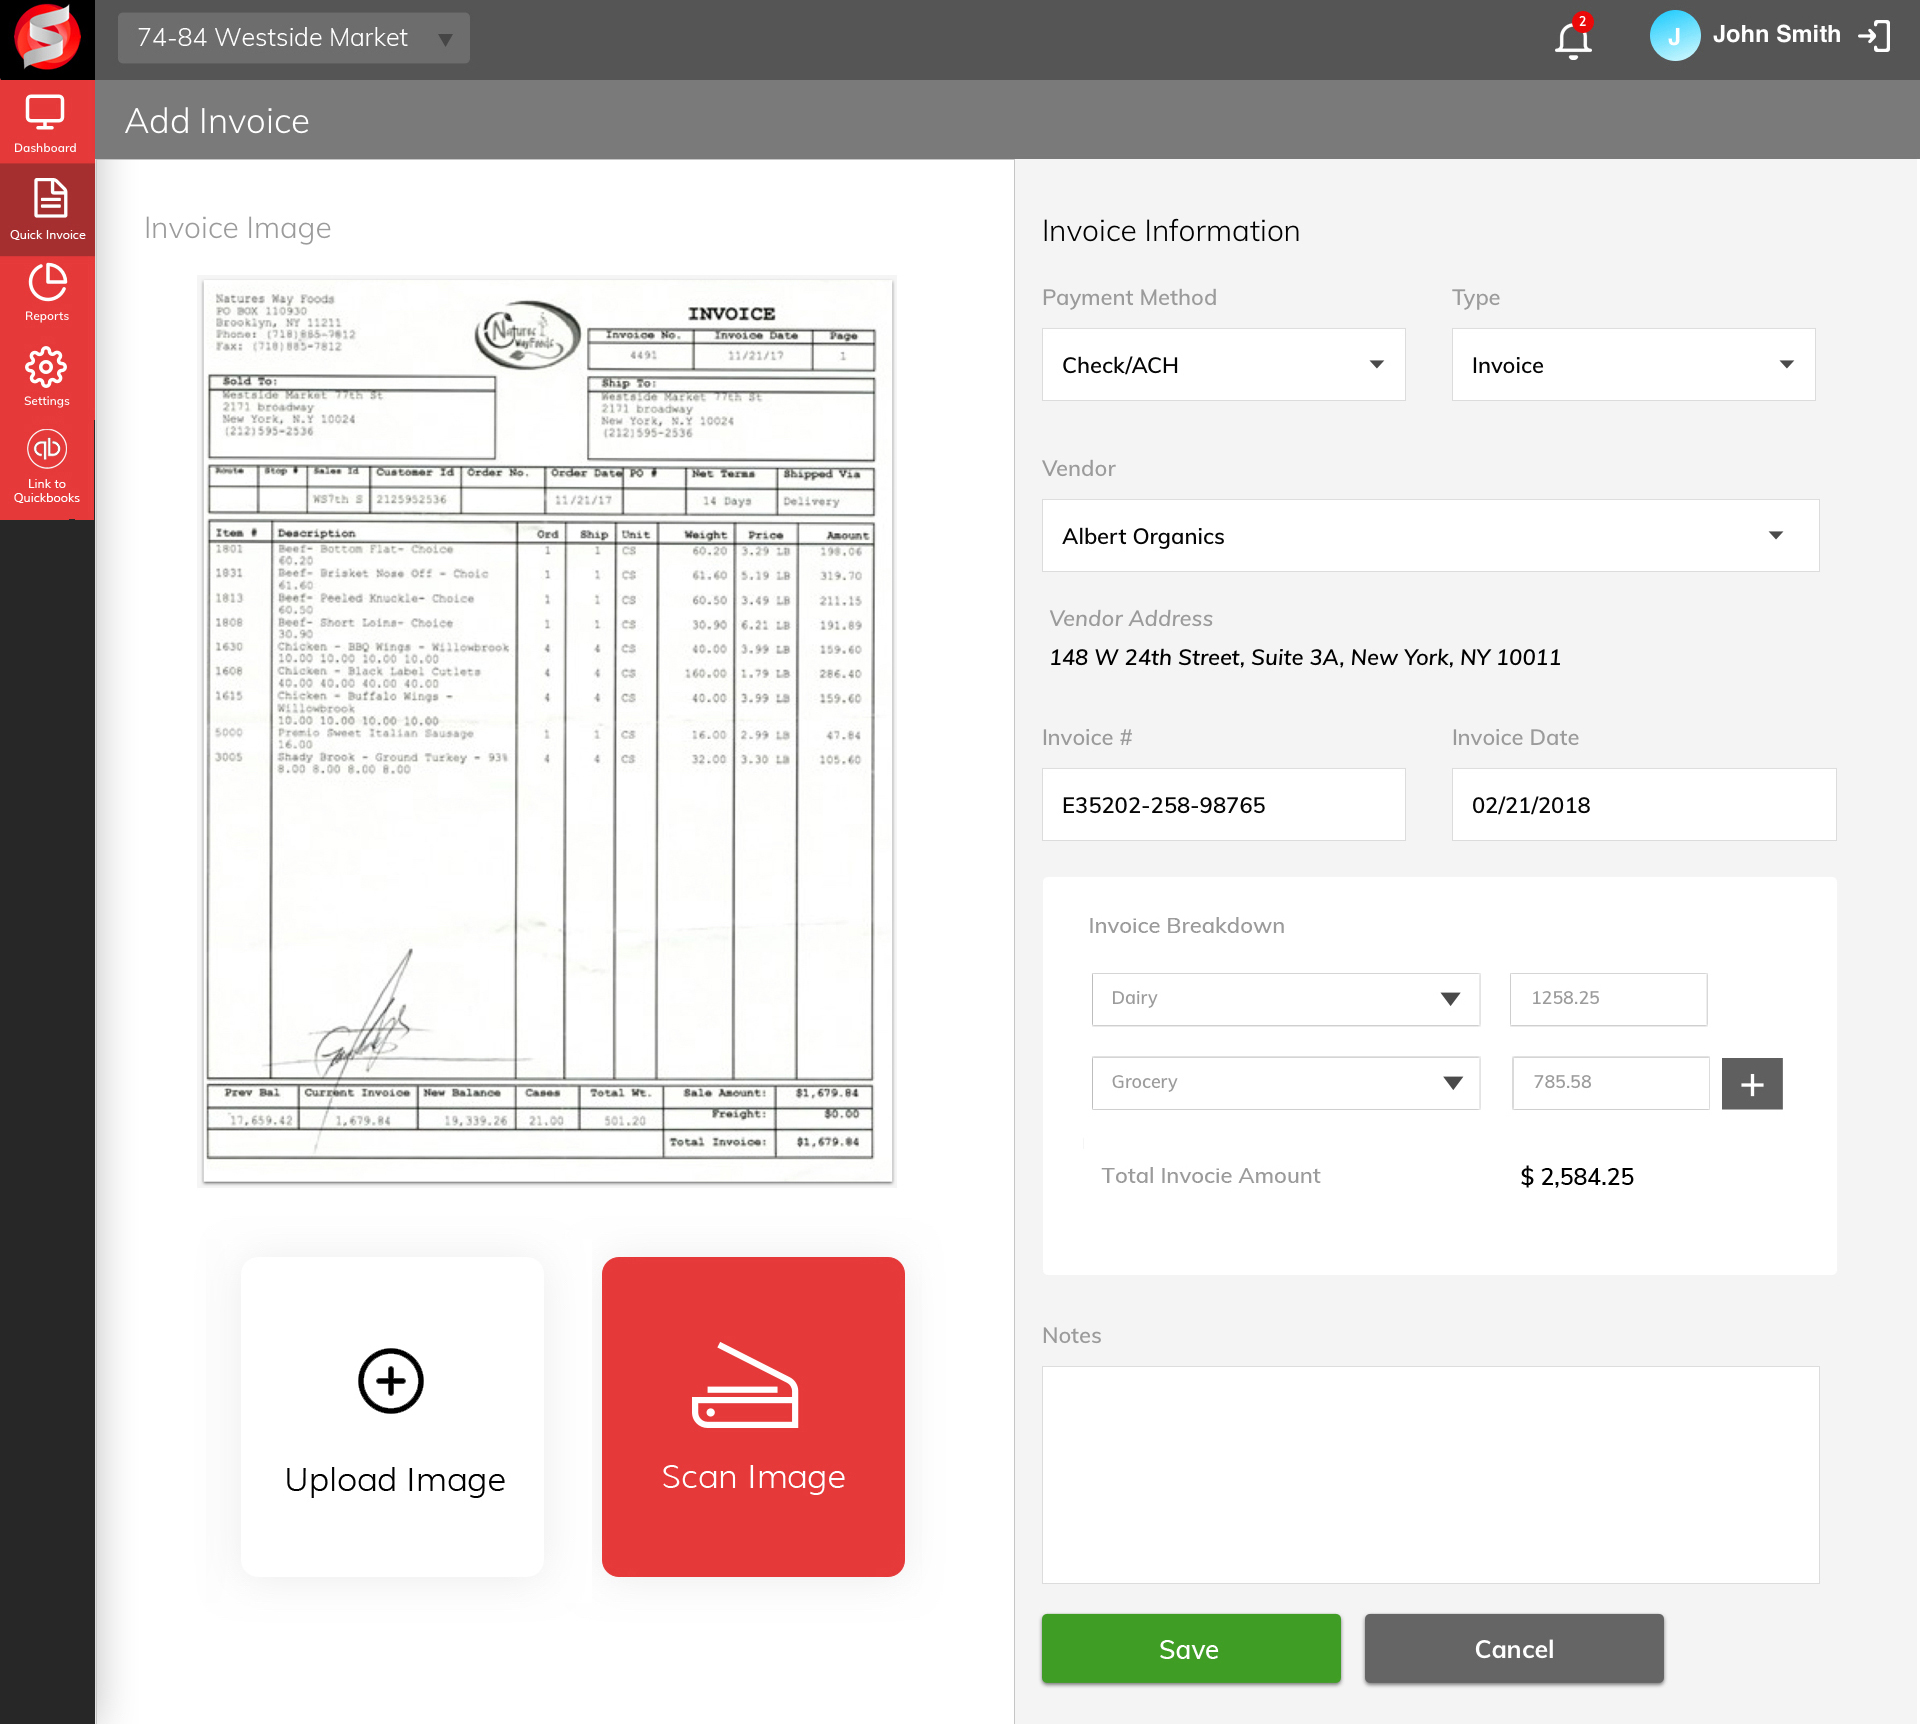 74-84 Westside Market
2
J
John Smith
Add Invoice
Dashboard
Quick Invoice
Reports
Settings
Link to
Quickbooks
Invoice Image
Natures Way Foods
PO BOX 110930
Brooklyn, NY 11211
Phone: (718)855-7812
Fax: (718)885-7812
Natures
WayFoods
INVOICE
Invoice No. Invoice Date Page
4491 11/21/17 1
Sold To:
Westside Market 77th St
2171 broadway
New York, N.Y 10024
(212)595-2536
Ship To:
Westside Market 77th St
2171 broadway
New York, N.Y 10024
(212)595-2536
Route Stop # Sales Id Customer Id Order No. Order Date PO # Net Terms Shipped Via
WS7th S 2125952536 11/21/17 14 Days Delivery
Item # Description Ord Ship Unit Weight Price Amount
1801 Beef- Bottom Flat- Choice 1 1 CS 60.20 3.29 LB 198.06
60.20
1831 Beef- Brisket Nose Off - Choic 1 1 CS 61.60 5.19 LB 319.70
61.60
1813 Beef- Peeled Knuckle- Choice 1 1 CS 60.50 3.49 LB 211.15
60.50
1808 Beef- Short Loins- Choice 1 1 CS 30.90 6.21 LB 191.89
30.90
1630 Chicken - BBQ Wings - Willowbrook 4 4 CS 40.00 3.99 LB 159.60
10.00 10.00 10.00 10.00
1608 Chicken - Black Label Cutlets 4 4 CS 160.00 1.79 LB 286.40
40.00 40.00 40.00 40.00
1615 Chicken - Buffalo Wings - 4 4 CS 40.00 3.99 LB 159.60
Willowbrook
10.00 10.00 10.00 10.00
5000 Premio Sweet Italian Sausage 1 1 CS 16.00 2.99 LB 47.84
16.00
3005 Shady Brook - Ground Turkey - 93% 4 4 CS 32.00 3.30 LB 105.60
8.00 8.00 8.00 8.00
Prev Bal Current Invoice New Balance Cases Total Wt. Sale Amount: $1,679.84
17,659.42 1,679.84 19,339.26 21.00 501.20 Freight: $0.00
Total Invoice: $1,679.84
Upload Image
Scan Image
Invoice Information
Payment Method Type
Check/ACH Invoice
Vendor
Albert Organics
Vendor Address
148 W 24th Street, Suite 3A, New York, NY 10011
Invoice # Invoice Date
E35202-258-98765 02/21/2018
Invoice Breakdown
Dairy 1258.25
Grocery 785.58
Total Invocie Amount $ 2,584.25
Notes
Save Cancel